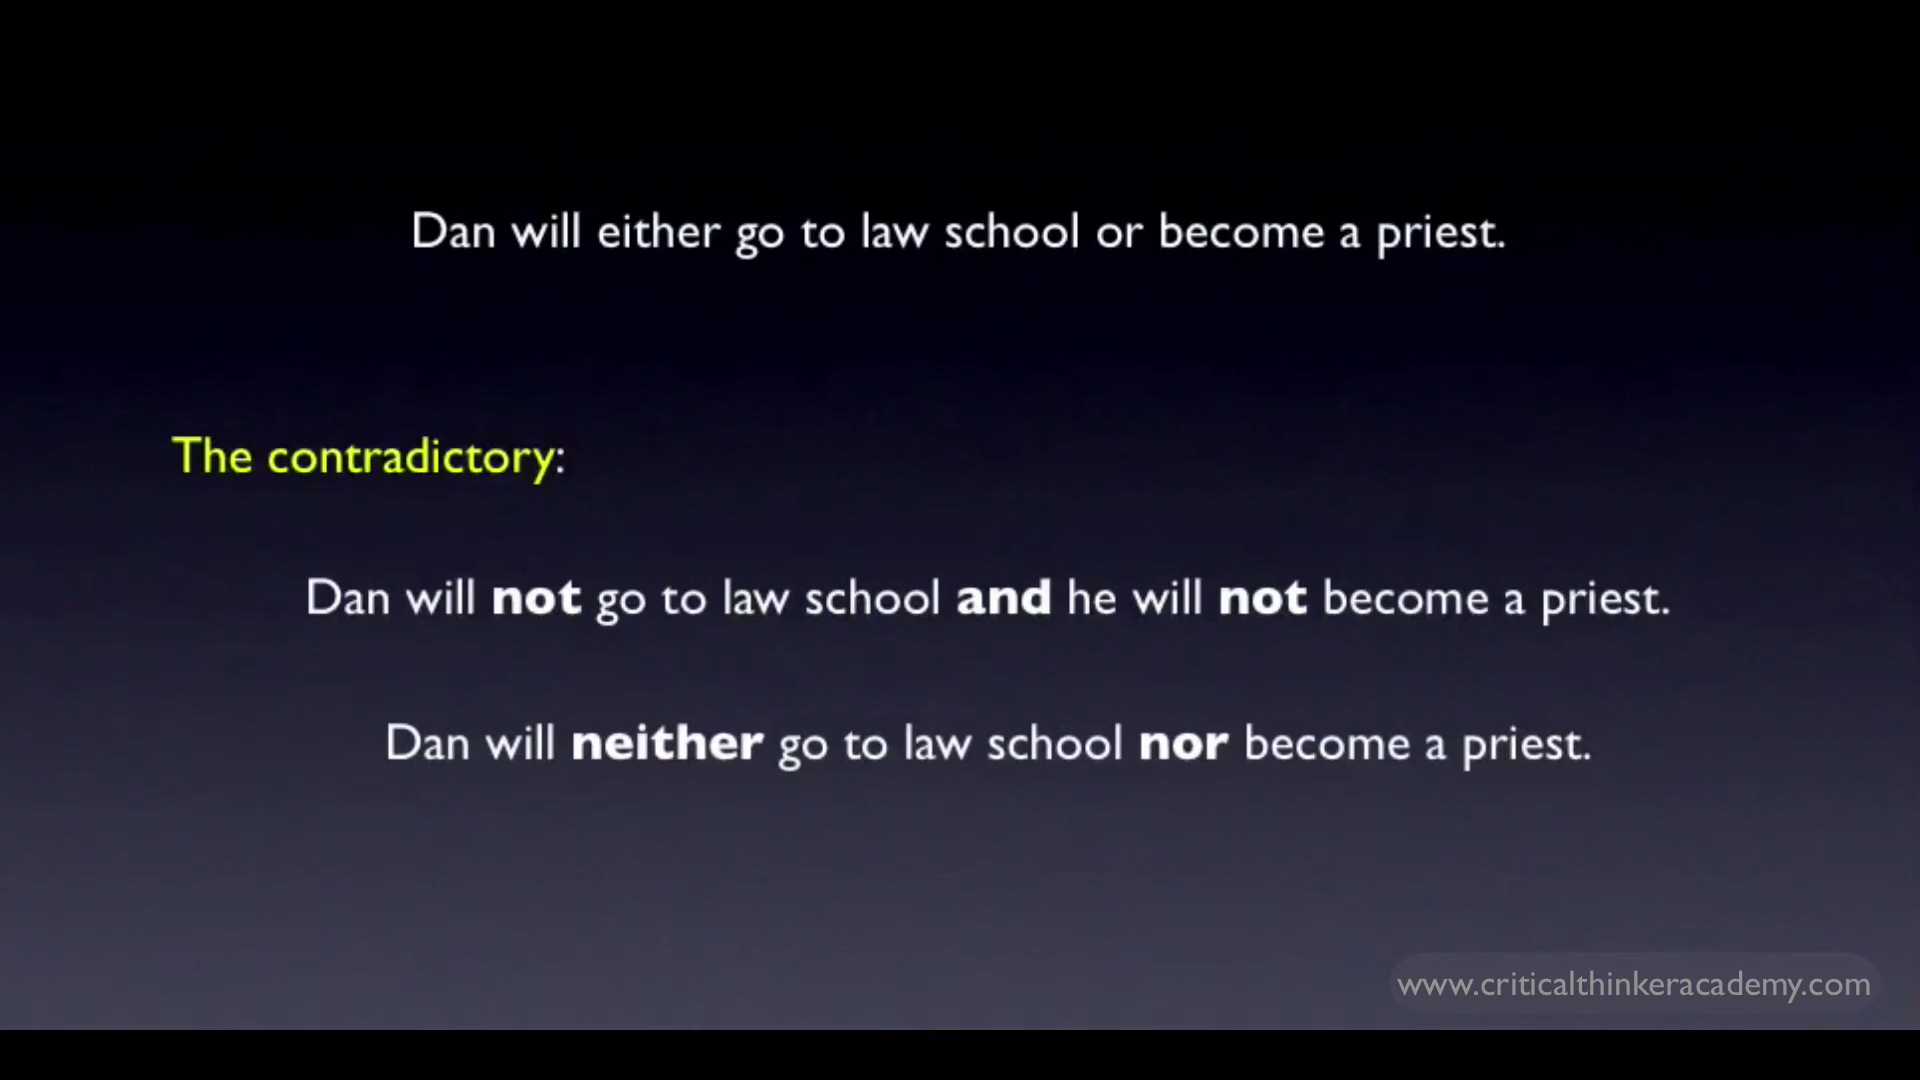 Dan will either go to law school or become a priest.
The contradictory:
Dan will not go to law school and he will not become a priest.
Dan will neither go to law school nor become a priest.
www.criticalthinkeracademy.com